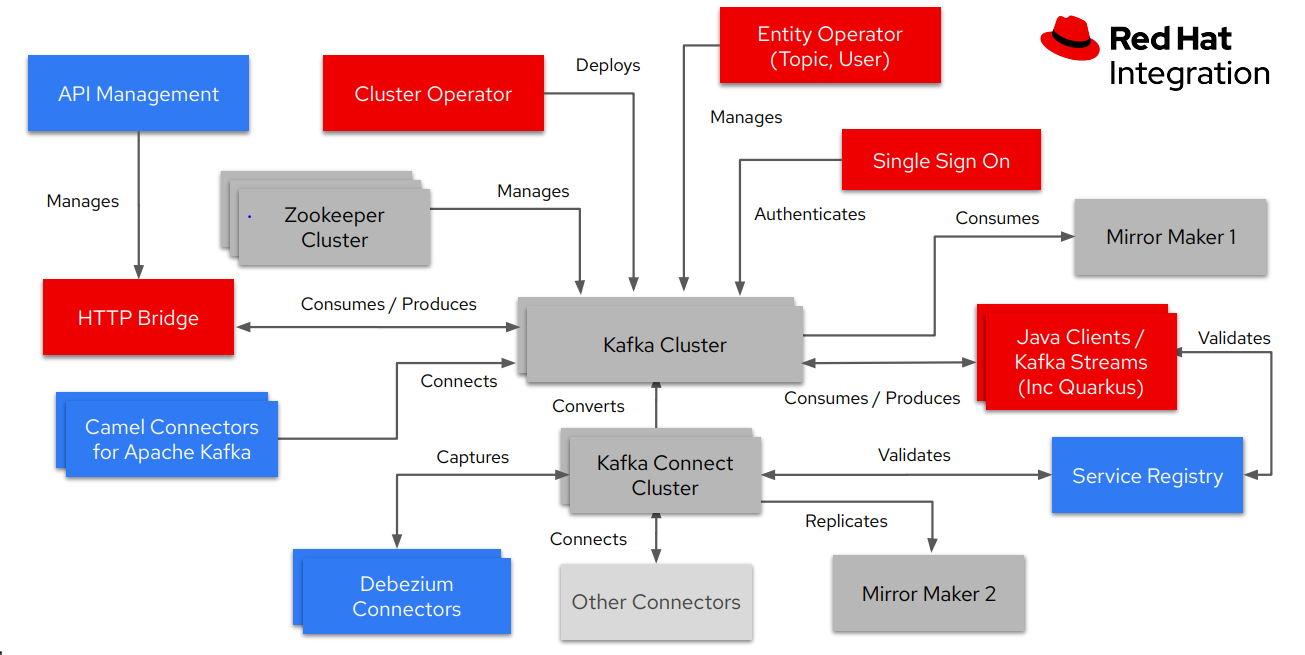 Entity Operator
(Topic, User)
Red Hat
Integration
Deploys
API Management
Cluster Operator
Manages
Single Sign On
Manages
Manages
Authenticates
Consumes
Zookeeper
Cluster
Mirror Maker 1
HTTP Bridge
Consumes / Produces
Kafka Cluster
Java Clients /
Kafka Streams
(Inc Quarkus)
Validates
Connects
Consumes / Produces
Converts
Camel Connectors
for Apache Kafka
Captures
Kafka Connect
Cluster
Validates
Service Registry
Replicates
Connects
Debezium
Connectors
Other Connectors
Mirror Maker 2